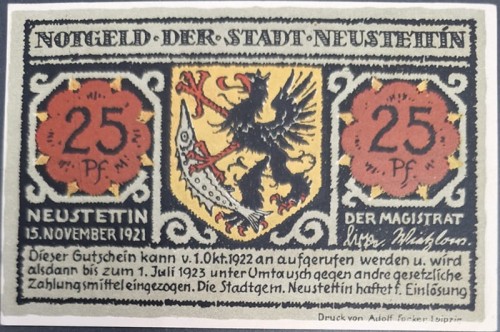 NOTGELD · DER · STADT · NEUSTETTIN
25 Pf. 25 Pf.
NEUSTETTIN DER MAGISTRAT
15. NOVEMBER 1921
Dieser Gutschein kann v. 1. Okt. 1922 an aufgerufen werden u. wird
alsdann bis zum 1. Juli 1923 unter Umtausch gegen andre gesetzliche
Zahlungsmittel eingezogen. Die Stadtgem. Neustettin haftet f. Einlösung
Druck von Adolf Leipzig